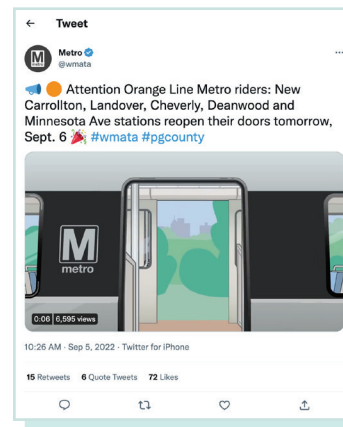 ← Tweet
Metro
@wmata
Attention Orange Line Metro riders: New
Carrollton, Landover, Cheverly, Deanwood and
Minnesota Ave stations reopen their doors tomorrow,
Sept. 6 🎉 #wmata #pgcounty
M
metro
0:06 6,595 views
10:26 AM · Sep 5, 2022 · Twitter for iPhone
15 Retweets 6 Quote Tweets 72 Likes